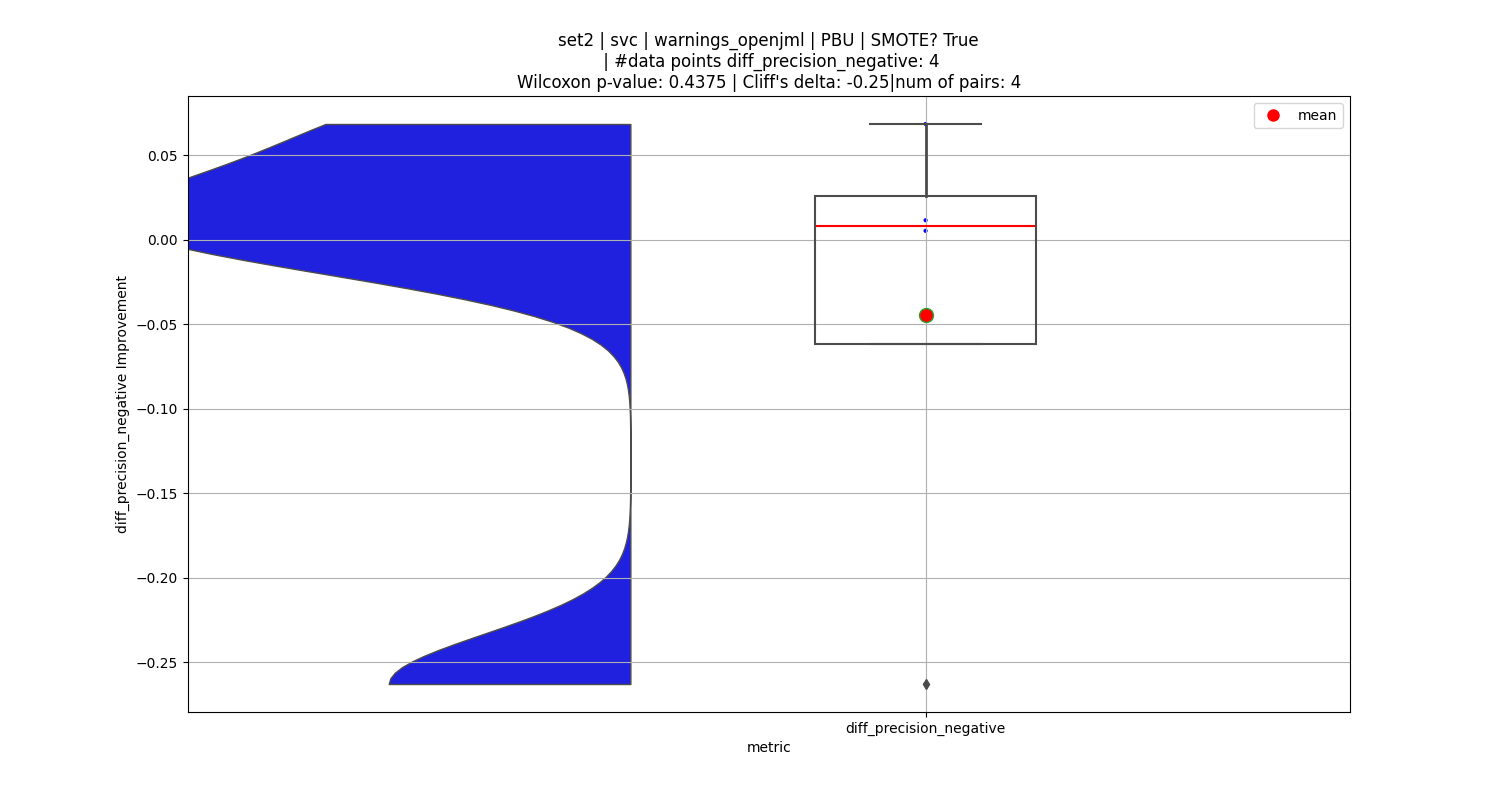 set2 | svc | warnings_openjml | PBU | SMOTE? True
| #data points diff_precision_negative: 4
Wilcoxon p-value: 0.4375 | Cliff's delta: -0.25|num of pairs: 4
mean
0.05
0.00
−0.05
−0.10
−0.15
−0.20
−0.25
diff_precision_negative Improvement
diff_precision_negative
metric